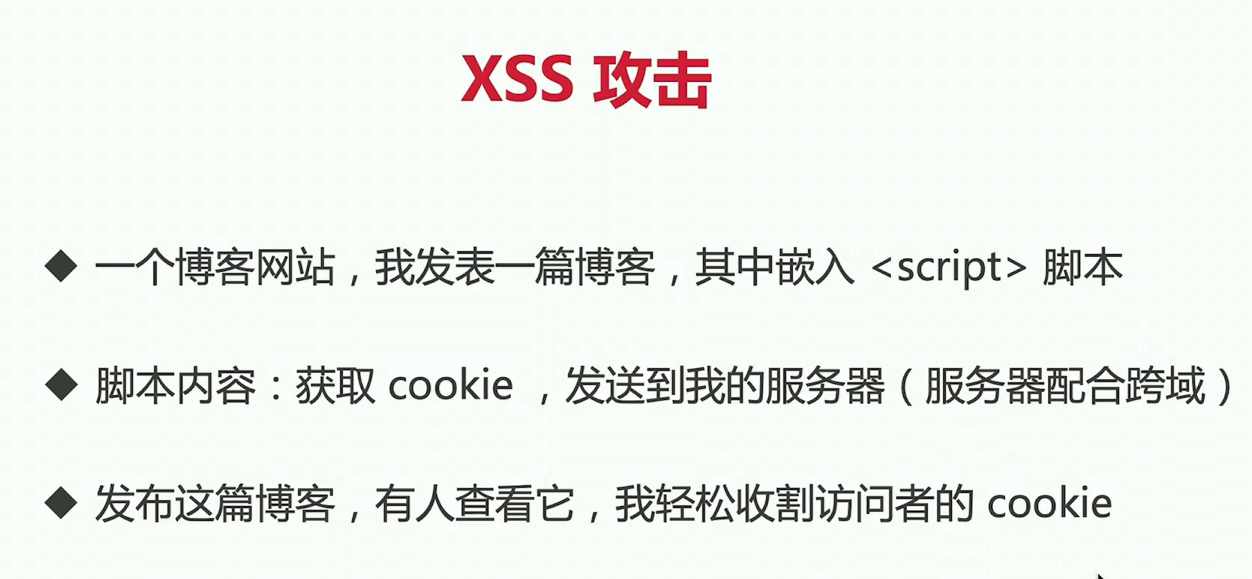 XSS 攻击
◆ 一个博客网站，我发表一篇博客，其中嵌入 <script> 脚本
◆ 脚本内容：获取 cookie ，发送到我的服务器（服务器配合跨域）
◆ 发布这篇博客，有人查看它，我轻松收割访问者的 cookie